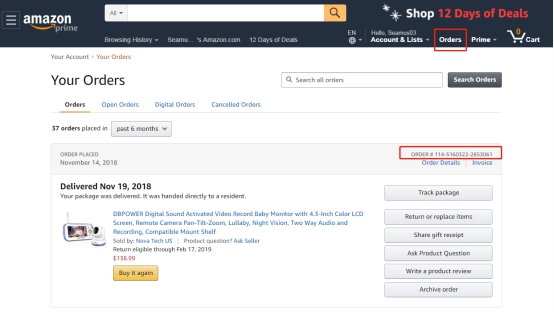 amazon
prime
All
Shop 12 Days of Deals
Browsing History
Seamu... 's Amazon.com
12 Days of Deals
EN
Hello, Seamus03
Account & Lists
Orders
Prime
0
Cart
Your Account › Your Orders
Your Orders
Search all orders
Search Orders
Orders
Open Orders
Digital Orders
Cancelled Orders
37 orders placed in past 6 months
ORDER PLACED
November 14, 2018
ORDER # 114-5160322-2853061
Order Details
Invoice
Delivered Nov 19, 2018
Your package was delivered. It was handed directly to a resident.
DBPOWER Digital Sound Activated Video Record Baby Monitor with 4.3-Inch Color LCD
Screen, Remote Camera Pan-Tilt-Zoom, Lullaby, Night Vision, Two Way Audio and
Recording, Compatible Mount Shelf
Sold by: Nova Tech US | Product question? Ask Seller
Return eligible through Feb 17, 2019
$138.99
Buy it again
Track package
Return or replace items
Share gift receipt
Ask Product Question
Write a product review
Archive order